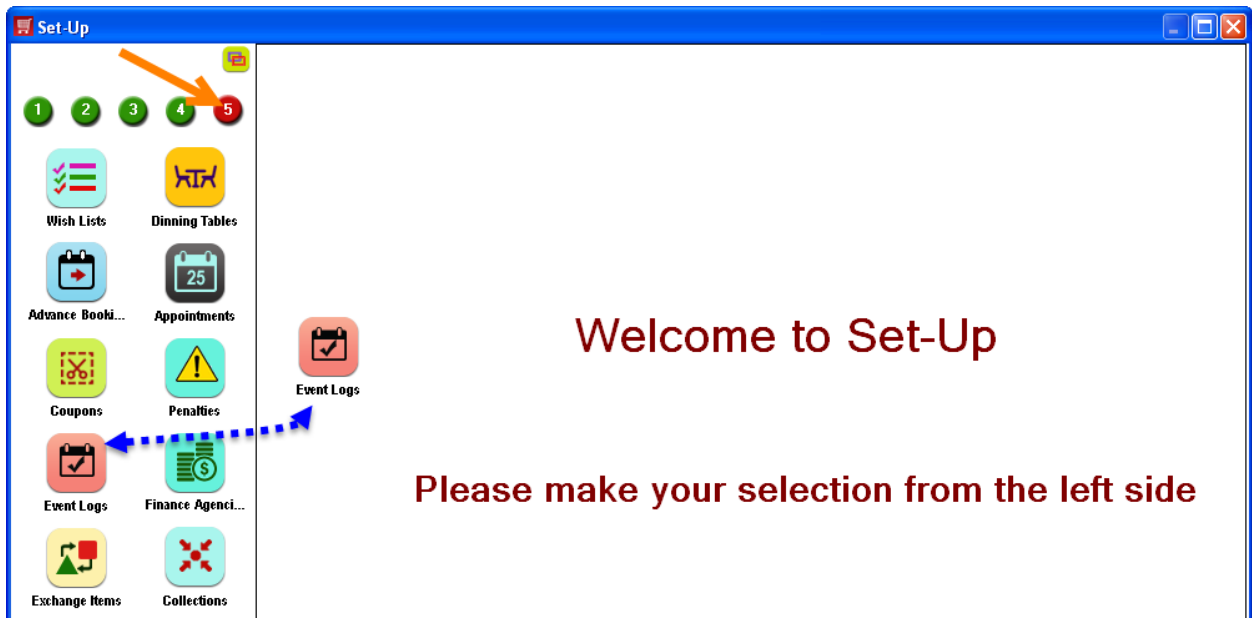 Set-Up
1 2 3 4 5
Wish Lists Dinning Tables
25
Advance Booki... Appointments
Coupons Penalties
Event Logs Finance Agenci...
Exchange Items Collections
Event Logs
Welcome to Set-Up
Please make your selection from the left side